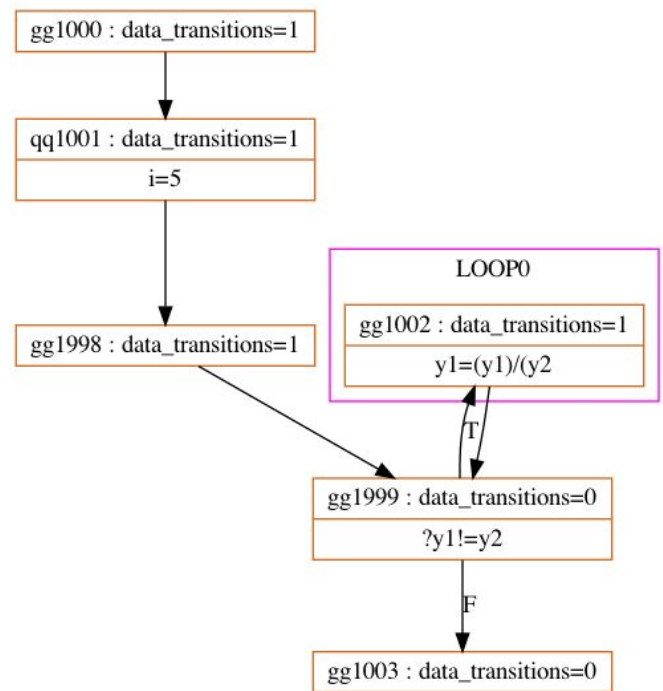 gg1000 : data_transitions=1
qq1001 : data_transitions=1
i=5
gg1998 : data_transitions=1
LOOP0
gg1002 : data_transitions=1
y1=(y1)/(y2
T
gg1999 : data_transitions=0
?y1!=y2
F
gg1003 : data_transitions=0